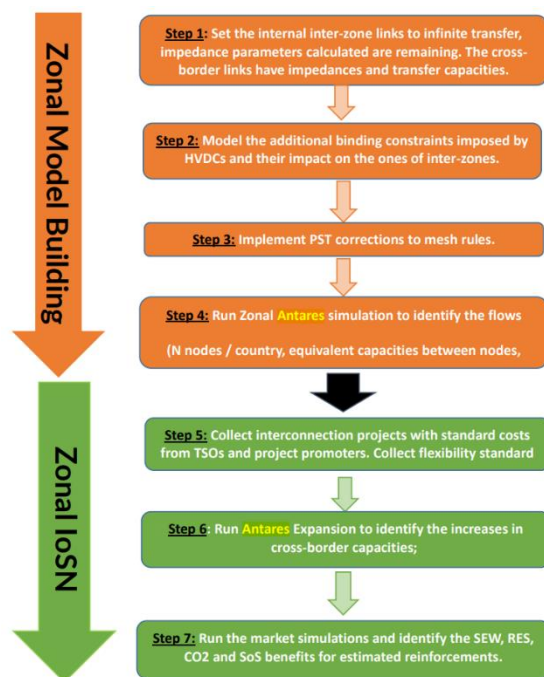 Zonal Model Building
Step 1: Set the internal inter-zone links to infinite transfer,
impedance parameters calculated are remaining. The cross-
border links have impedances and transfer capacities.
Step 2: Model the additional binding constraints imposed by
HVDCs and their impact on the ones of inter-zones.
Step 3: Implement PST corrections to mesh rules.
Step 4: Run Zonal Antares simulation to identify the flows
(N nodes / country, equivalent capacities between nodes,
Zonal IoSN
Step 5: Collect interconnection projects with standard costs
from TSOs and project promoters. Collect flexibility standard
Step 6: Run Antares Expansion to identify the increases in
cross-border capacities;
Step 7: Run the market simulations and identify the SEW, RES,
CO2 and SoS benefits for estimated reinforcements.